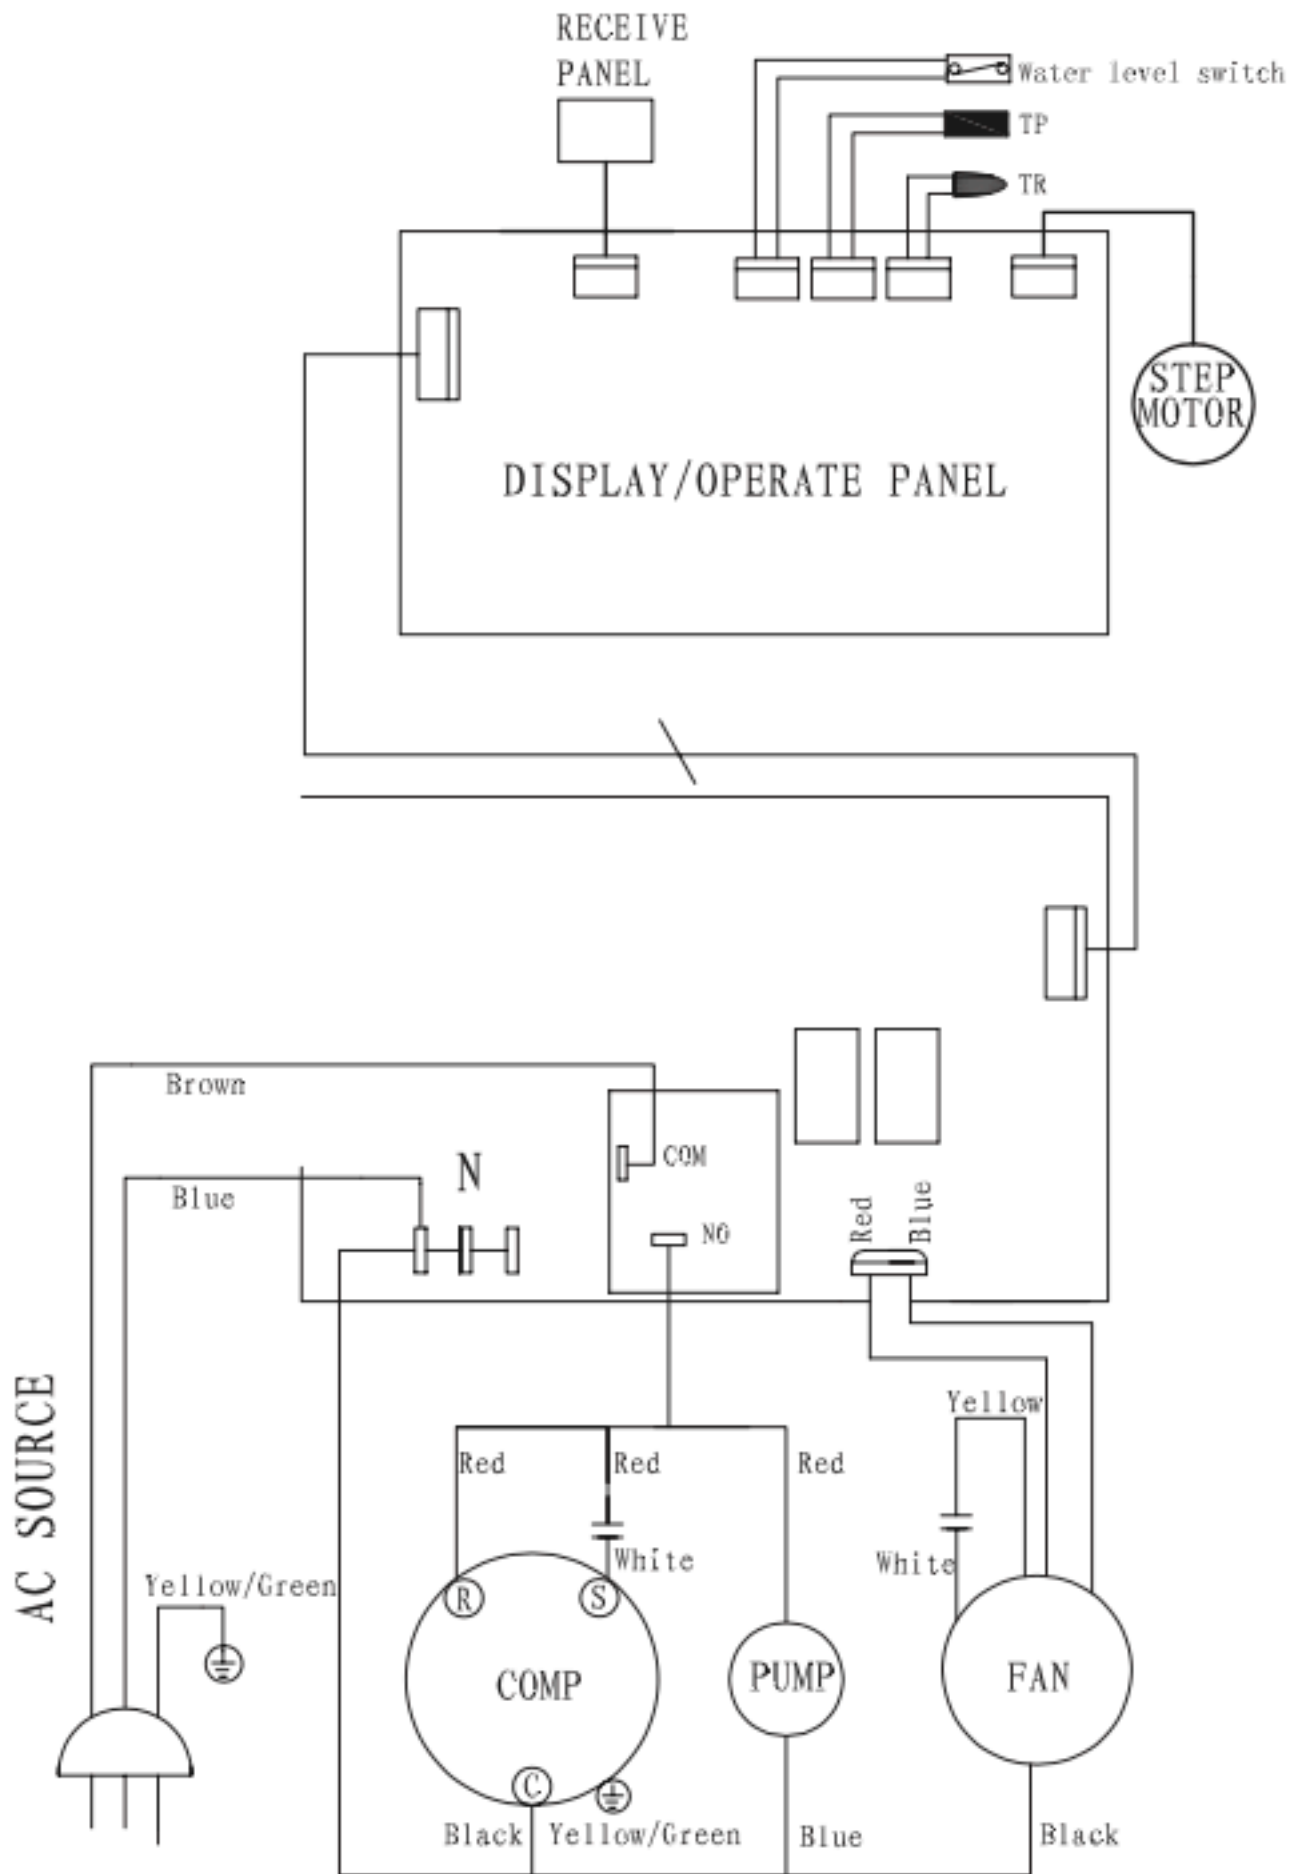 RECEIVE
PANEL
Water level switch
TP
TR
STEP
MOTOR
DISPLAY/OPERATE PANEL
Brown
COM
N
Blue
NO
Red
Blue
AC SOURCE
Yellow
Red
Red
Red
White
White
Yellow/Green
R
S
COMP
PUMP
FAN
C
Black
Yellow/Green
Blue
Black